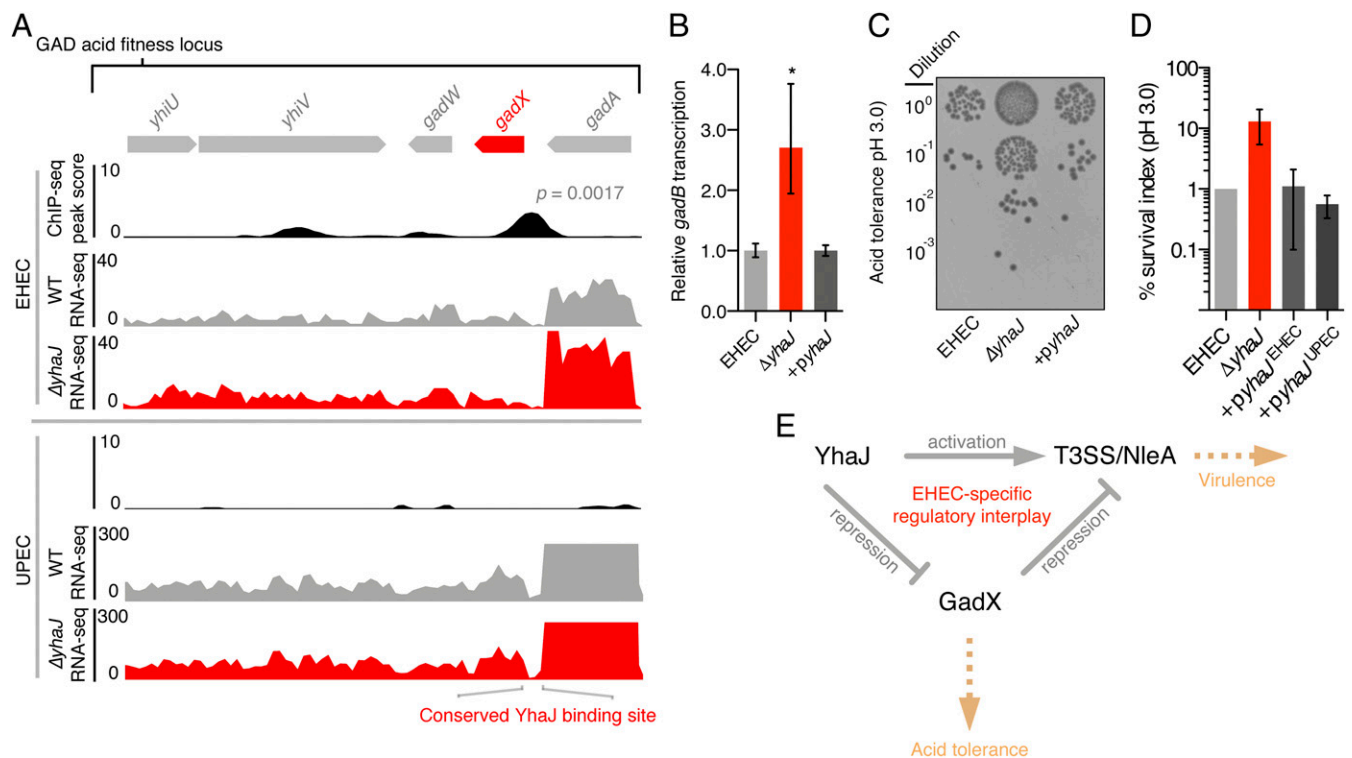 A
GAD acid fitness locus
yhiU
yhiV
gadW
gadX
gadA
EHEC
ChIP-seq
peak score
10
0
p = 0.0017
WT
RNA-seq
40
0
ΔyhaJ
RNA-seq
40
0
UPEC
10
0
WT
RNA-seq
300
0
ΔyhaJ
RNA-seq
300
0
Conserved YhaJ binding site
B
Relative gadB transcription
4.0
3.0
2.0
1.0
0.0
*
EHEC
ΔyhaJ
+pyhaJ
C
Dilution
Acid tolerance pH 3.0
10⁰
10⁻¹
10⁻²
10⁻³
EHEC
ΔyhaJ
+pyhaJ
D
% survival index (pH 3.0)
100
10
1
0.1
EHEC
ΔyhaJ
+pyhaJ EHEC
+pyhaJ UPEC
E
YhaJ
activation
T3SS/NleA
Virulence
EHEC-specific
regulatory interplay
repression
repression
GadX
Acid tolerance